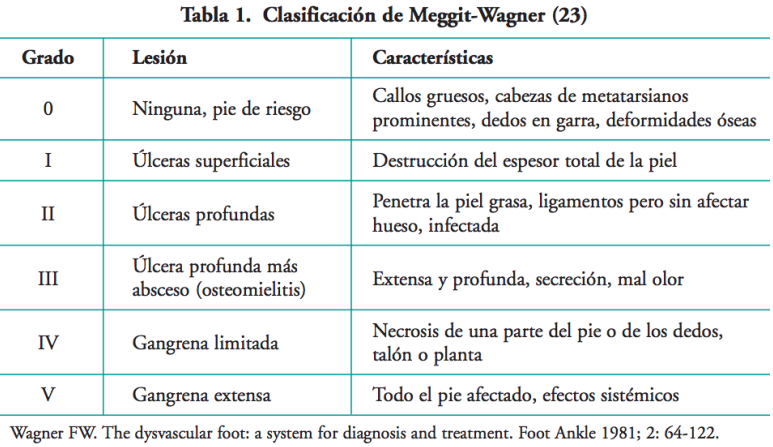 Tabla 1. Clasificación de Meggit-Wagner (23)
Grado Lesión Características
0 Ninguna, pie de riesgo Callos gruesos, cabezas de metatarsianos
prominentes, dedos en garra, deformidades óseas
I Úlceras superficiales Destrucción del espesor total de la piel
II Úlceras profundas Penetra la piel grasa, ligamentos pero sin afectar
hueso, infectada
III Úlcera profunda más
absceso (osteomielitis) Extensa y profunda, secreción, mal olor
IV Gangrena limitada Necrosis de una parte del pie o de los dedos,
talón o planta
V Gangrena extensa Todo el pie afectado, efectos sistémicos
Wagner FW. The dysvascular foot: a system for diagnosis and treatment. Foot Ankle 1981; 2: 64-122.